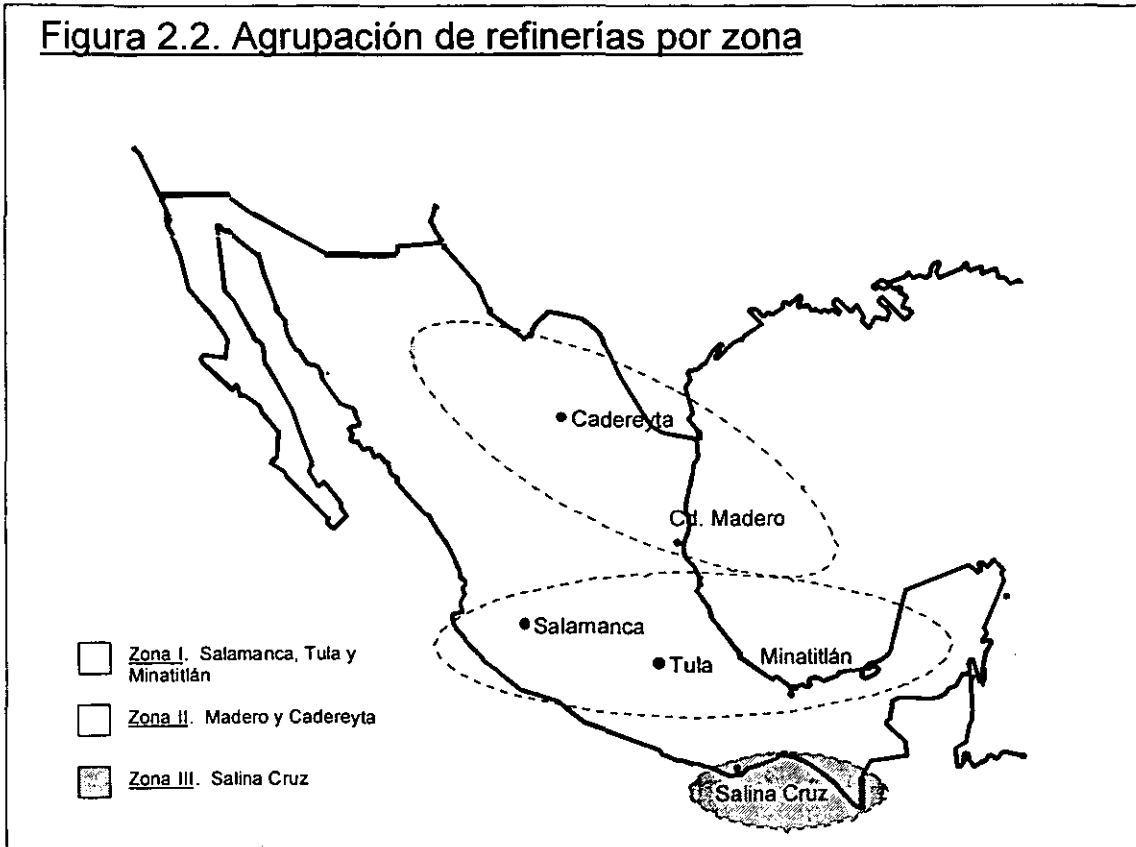 Figura 2.2. Agrupación de refinerías por zona
Cadereyta
Cd. Madero
Salamanca
Tula
Minatitlán
Salina Cruz
Zona I. Salamanca, Tula y
Minatitlán
Zona II. Madero y Cadereyta
Zona III. Salina Cruz